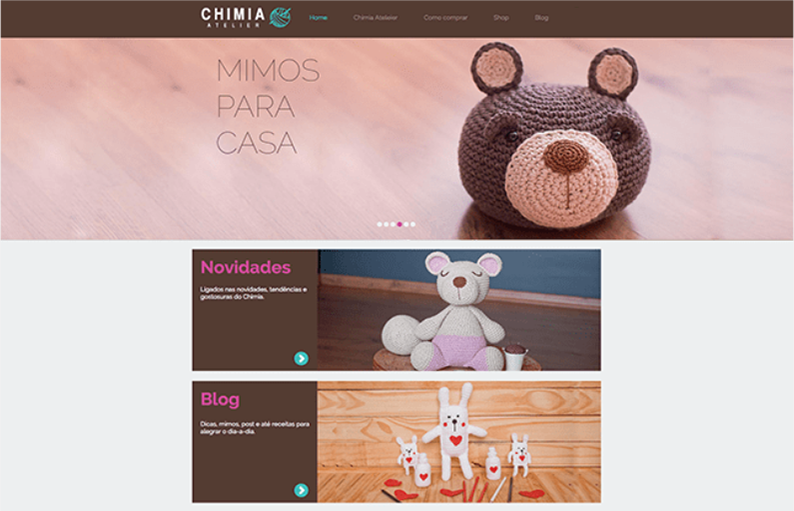 CHIMIA
ATELIER
Home Chimia Atelaier Como comprar Shop Blog
MIMOS
PARA
CASA
Novidades
Ligados nas novidades, tendências e
gostosuras do Chimia.
Blog
Dicas, mimos, post e até receitas para
alegrar o dia-a-dia.